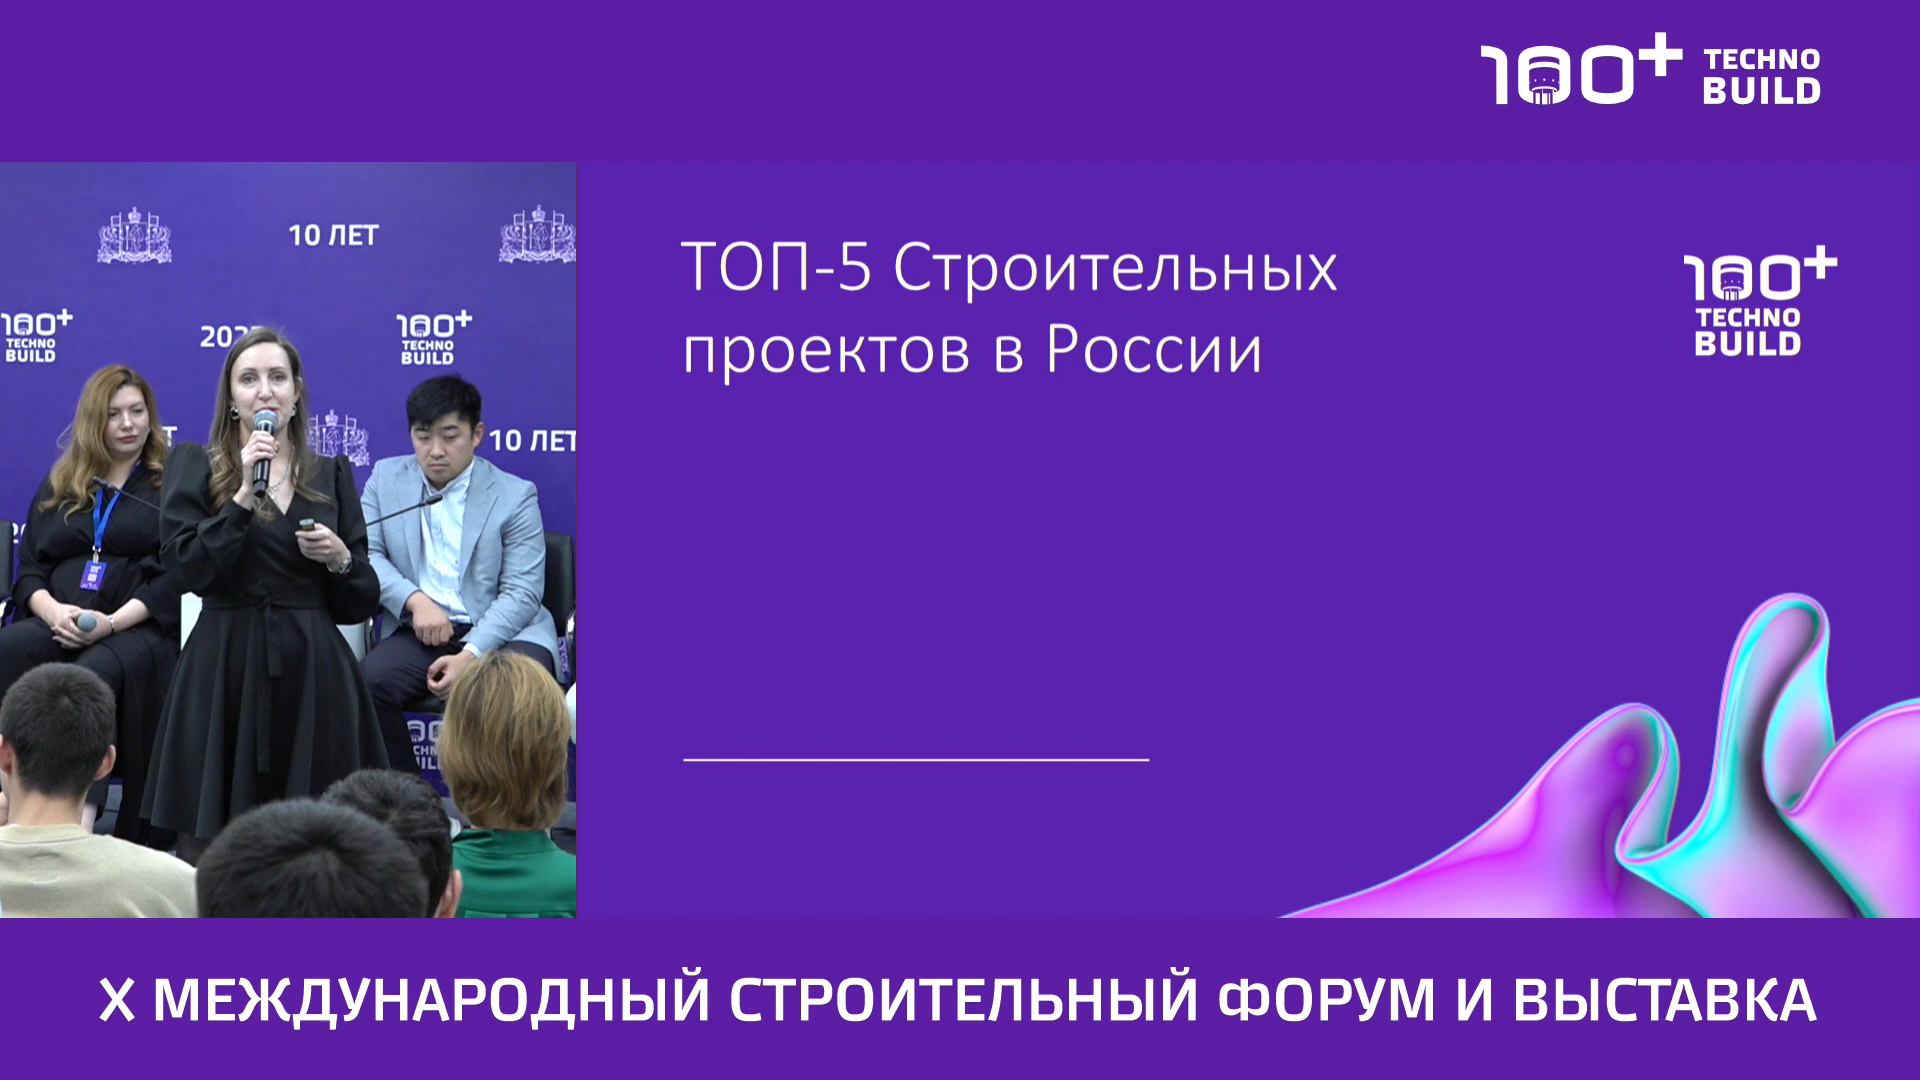 100+ TECHNO
BUILD
10 ЛЕТ
100+
TECHNO
BUILD
202
100+
TECHNO
BUILD
10 ЛЕТ
ТОП-5 Строительных
проектов в России
100+
TECHNO
BUILD
X МЕЖДУНАРОДНЫЙ СТРОИТЕЛЬНЫЙ ФОРУМ И ВЫСТАВКА